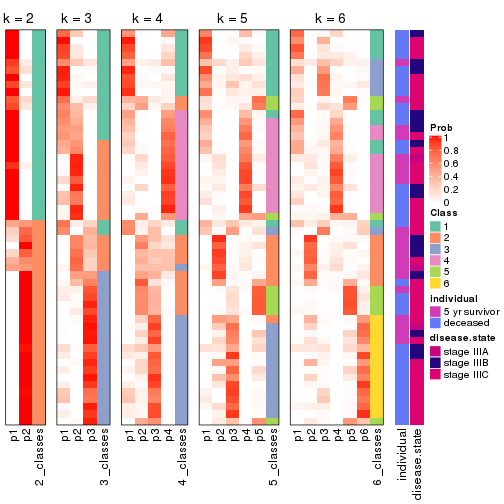 k = 2
k = 3
k = 4
k = 5
k = 6
p1
p2
2_classes
p1
p2
p3
3_classes
p1
p2
p3
p4
4_classes
p1
p2
p3
p4
p5
5_classes
p1
p2
p3
p4
p5
p6
6_classes
individual
disease.state
Prob
1
0.8
0.6
0.4
0.2
0
Class
1
2
3
4
5
6
individual
5 yr survivor
deceased
disease.state
stage IIIA
stage IIIB
stage IIIC